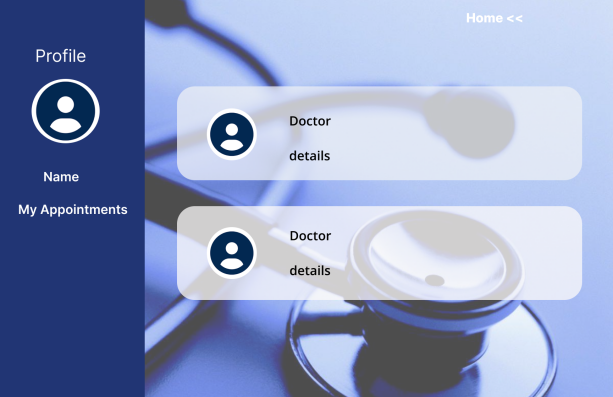 Home <<
Profile
Name
My Appointments
Doctor
details
Doctor
details